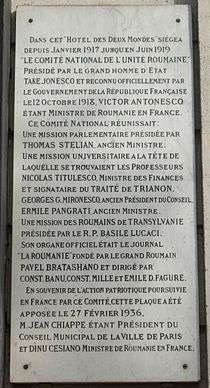 DANS CET "HOTEL DES DEUX MONDES" SIÉGEA
DEPUIS JANVIER 1917 JUSQU'EN JUIN 1919
"LE COMITÉ NATIONAL DE L'UNITÉ ROUMAINE"
PRÉSIDÉ PAR LE GRAND HOMME D'ETAT
TAKE JONESCO ET RECONNU OFFICIELLEMENT PAR
LE GOUVERNEMENT DE LA RÉPUBLIQUE FRANÇAISE
LE 12 OCTOBRE 1918, VICTOR ANTONESCO
ÉTANT MINISTRE DE ROUMANIE EN FRANCE.
CE COMITÉ NATIONAL RÉUNISSAIT:
UNE MISSION PARLEMENTAIRE PRÉSIDÉE PAR
THOMAS STELIAN, ANCIEN MINISTRE.
UNE MISSION UNIVERSITAIRE A LA TÊTE DE
LAQUELLE SE TROUVAIENT LES PROFESSEURS
NICOLAS TITULESCO, MINISTRE DES FINANCES
ET SIGNATAIRE DU TRAITÉ DE TRIANON,
GEORGES G. MIRONESCO, ANCIEN PRÉSIDENT DU CONSEIL
ERMILE PANGRATI, ANCIEN MINISTRE.
UNE MISSION DES ROUMAINS DE TRANSYLVANIE
PRÉSIDÉE PAR LE R.P. BASILE LUCACI.
SON ORGANE OFFICIEL ÉTAIT LE JOURNAL
"LA ROUMANIE" FONDÉ PAR LE GRAND ROUMAIN
PAVEL BRATASHANO ET DIRIGÉ PAR
CONST. BANU, CONST. MILLE ET EMILE D. FAGURE.
EN SOUVENIR DE L'ACTION PATRIOTIQUE POURSUIVIE
EN FRANCE PAR CE COMITÉ, CETTE PLAQUE A ÉTÉ
APPOSÉE LE 27 FÉVRIER 1936,
M. JEAN CHIAPPE ÉTANT PRÉSIDENT DU
CONSEIL MUNICIPAL DE LA VILLE DE PARIS
ET DINU CESIANO MINISTRE DE ROUMANIE EN FRANCE.